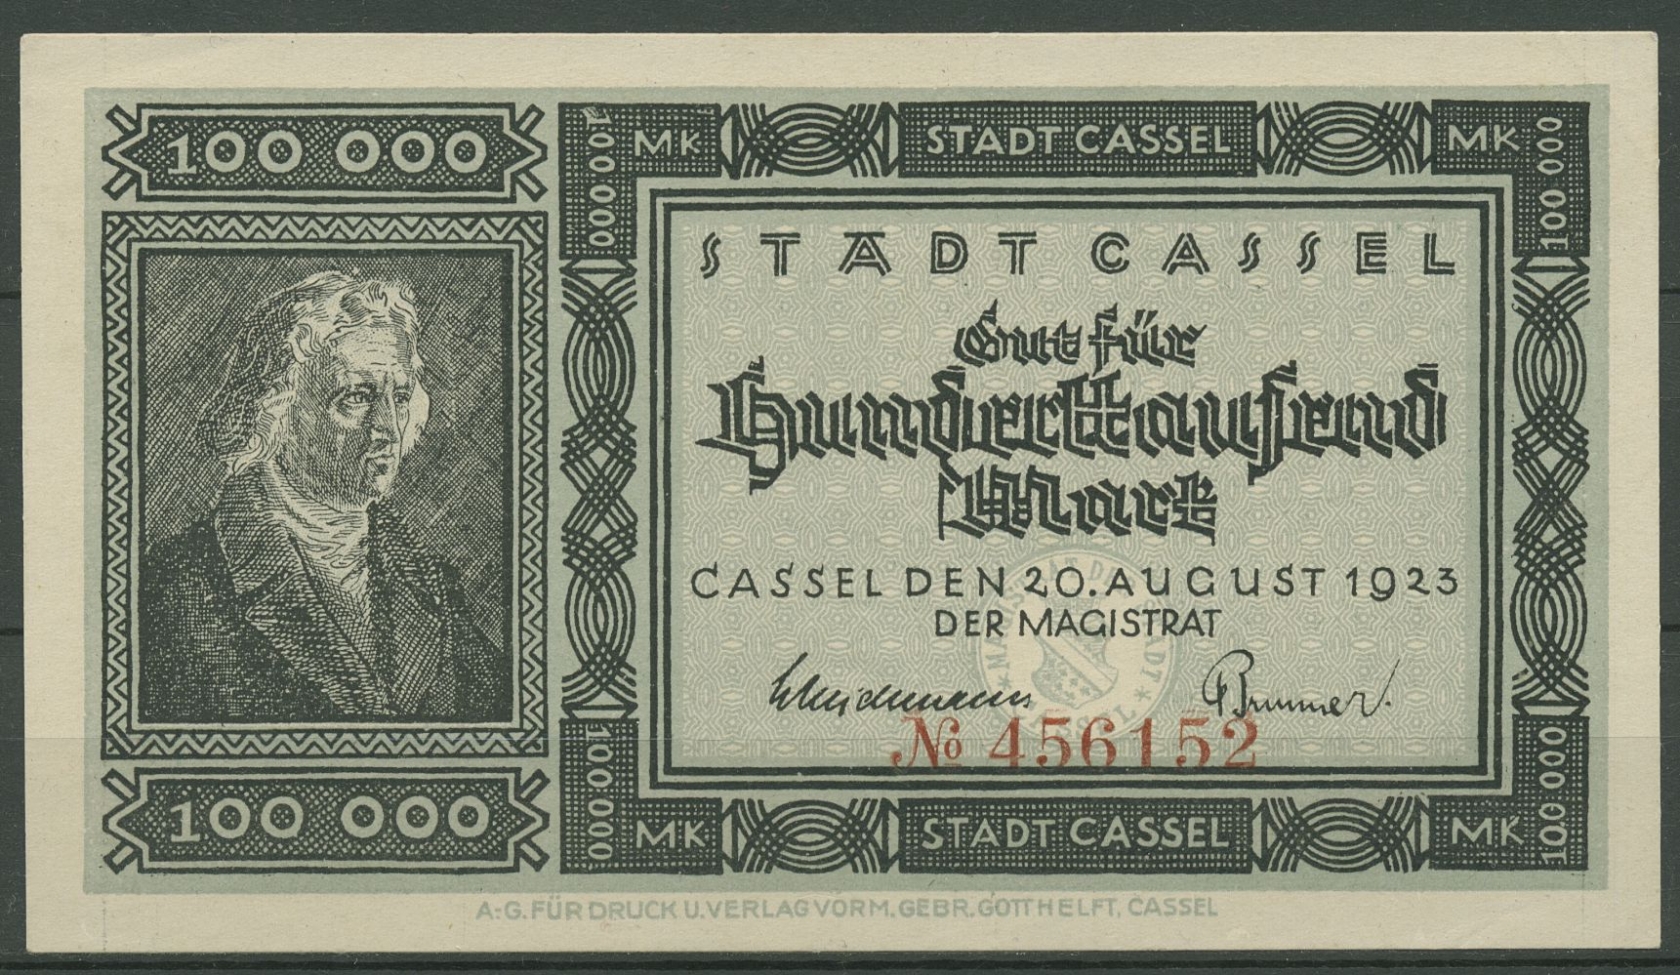 100 000
100 000
MK STADT CASSEL MK
100 000
100 000
STADT CASSEL
Gut für
Hunderttausend
Mark
CASSEL DEN 20. AUGUST 1923
DER MAGISTRAT
Brunner
№ 456152
100 000
100 000
100 000
MK STADT CASSEL MK
A:G. FÜR DRUCK U. VERLAG VORM. GEBR. GOTTHELFT, CASSEL